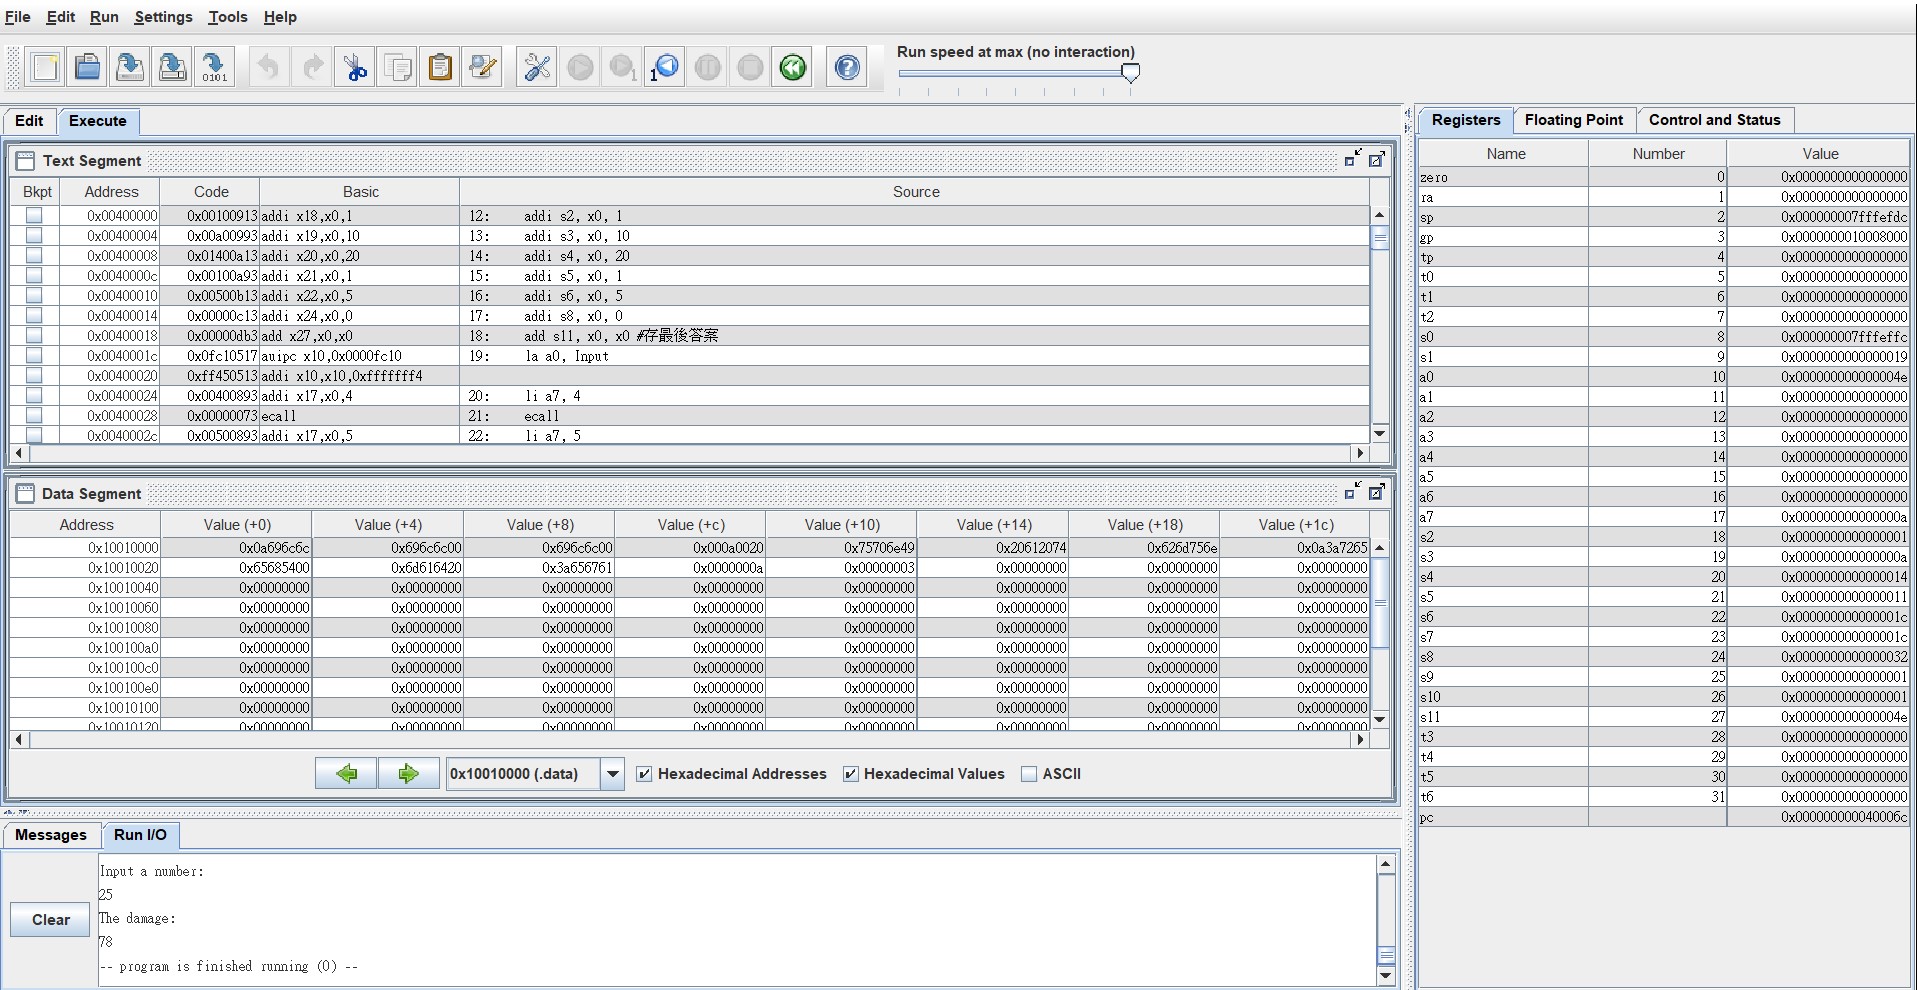 File Edit Run Settings Tools Help
Run speed at max (no interaction)
0101
1
1
Edit Execute
Registers Floating Point Control and Status
Text Segment
Bkpt Address Code Basic Source
0x00400000 0x00100913 addi x18,x0,1 12: addi s2, x0, 1
0x00400004 0x00a00993 addi x19,x0,10 13: addi s3, x0, 10
0x00400008 0x01400a13 addi x20,x0,20 14: addi s4, x0, 20
0x0040000c 0x00100a93 addi x21,x0,1 15: addi s5, x0, 1
0x00400010 0x00500b13 addi x22,x0,5 16: addi s6, x0, 5
0x00400014 0x00000c13 addi x24,x0,0 17: addi s8, x0, 0
0x00400018 0x00000db3 add x27,x0,x0 18: add s11, x0, x0 #存最後答案
0x0040001c 0x0fc10517 auipc x10,0x0000fc10 19: la a0, Input
0x00400020 0xff450513 addi x10,x10,0xfffffff4
0x00400024 0x00400893 addi x17,x0,4 20: li a7, 4
0x00400028 0x00000073 ecall 21: ecall
0x0040002c 0x00500893 addi x17,x0,5 22: li a7, 5
Data Segment
Address Value (+0) Value (+4) Value (+8) Value (+c) Value (+10) Value (+14) Value (+18) Value (+1c)
0x10010000 0x0a696c6c 0x696c6c00 0x696c6c00 0x000a0020 0x75706e49 0x20612074 0x626d756e 0x0a3a7265
0x10010020 0x65685400 0x6d616420 0x3a656761 0x0000000a 0x00000003 0x00000000 0x00000000 0x00000000
0x10010040 0x00000000 0x00000000 0x00000000 0x00000000 0x00000000 0x00000000 0x00000000 0x00000000
0x10010060 0x00000000 0x00000000 0x00000000 0x00000000 0x00000000 0x00000000 0x00000000 0x00000000
0x10010080 0x00000000 0x00000000 0x00000000 0x00000000 0x00000000 0x00000000 0x00000000 0x00000000
0x100100a0 0x00000000 0x00000000 0x00000000 0x00000000 0x00000000 0x00000000 0x00000000 0x00000000
0x100100c0 0x00000000 0x00000000 0x00000000 0x00000000 0x00000000 0x00000000 0x00000000 0x00000000
0x100100e0 0x00000000 0x00000000 0x00000000 0x00000000 0x00000000 0x00000000 0x00000000 0x00000000
0x10010100 0x00000000 0x00000000 0x00000000 0x00000000 0x00000000 0x00000000 0x00000000 0x00000000
0x10010120 0x00000000 0x00000000 0x00000000 0x00000000 0x00000000 0x00000000 0x00000000 0x00000000
0x10010000 (.data) Hexadecimal Addresses Hexadecimal Values ASCII
Messages Run I/O
Clear
Input a number:
25
The damage:
78
-- program is finished running (0) --
Name Number Value
zero 0 0x0000000000000000
ra 1 0x0000000000000000
sp 2 0x000000007fffefdc
gp 3 0x0000000010008000
tp 4 0x0000000000000000
t0 5 0x0000000000000000
t1 6 0x0000000000000000
t2 7 0x0000000000000000
s0 8 0x000000007fffeffc
s1 9 0x0000000000000019
a0 10 0x000000000000004e
a1 11 0x0000000000000000
a2 12 0x0000000000000000
a3 13 0x0000000000000000
a4 14 0x0000000000000000
a5 15 0x0000000000000000
a6 16 0x0000000000000000
a7 17 0x000000000000000a
s2 18 0x0000000000000001
s3 19 0x000000000000000a
s4 20 0x0000000000000014
s5 21 0x0000000000000011
s6 22 0x000000000000001c
s7 23 0x000000000000001c
s8 24 0x0000000000000032
s9 25 0x0000000000000001
s10 26 0x0000000000000001
s11 27 0x000000000000004e
t3 28 0x0000000000000000
t4 29 0x0000000000000000
t5 30 0x0000000000000000
t6 31 0x0000000000000000
pc 0x000000000040006c